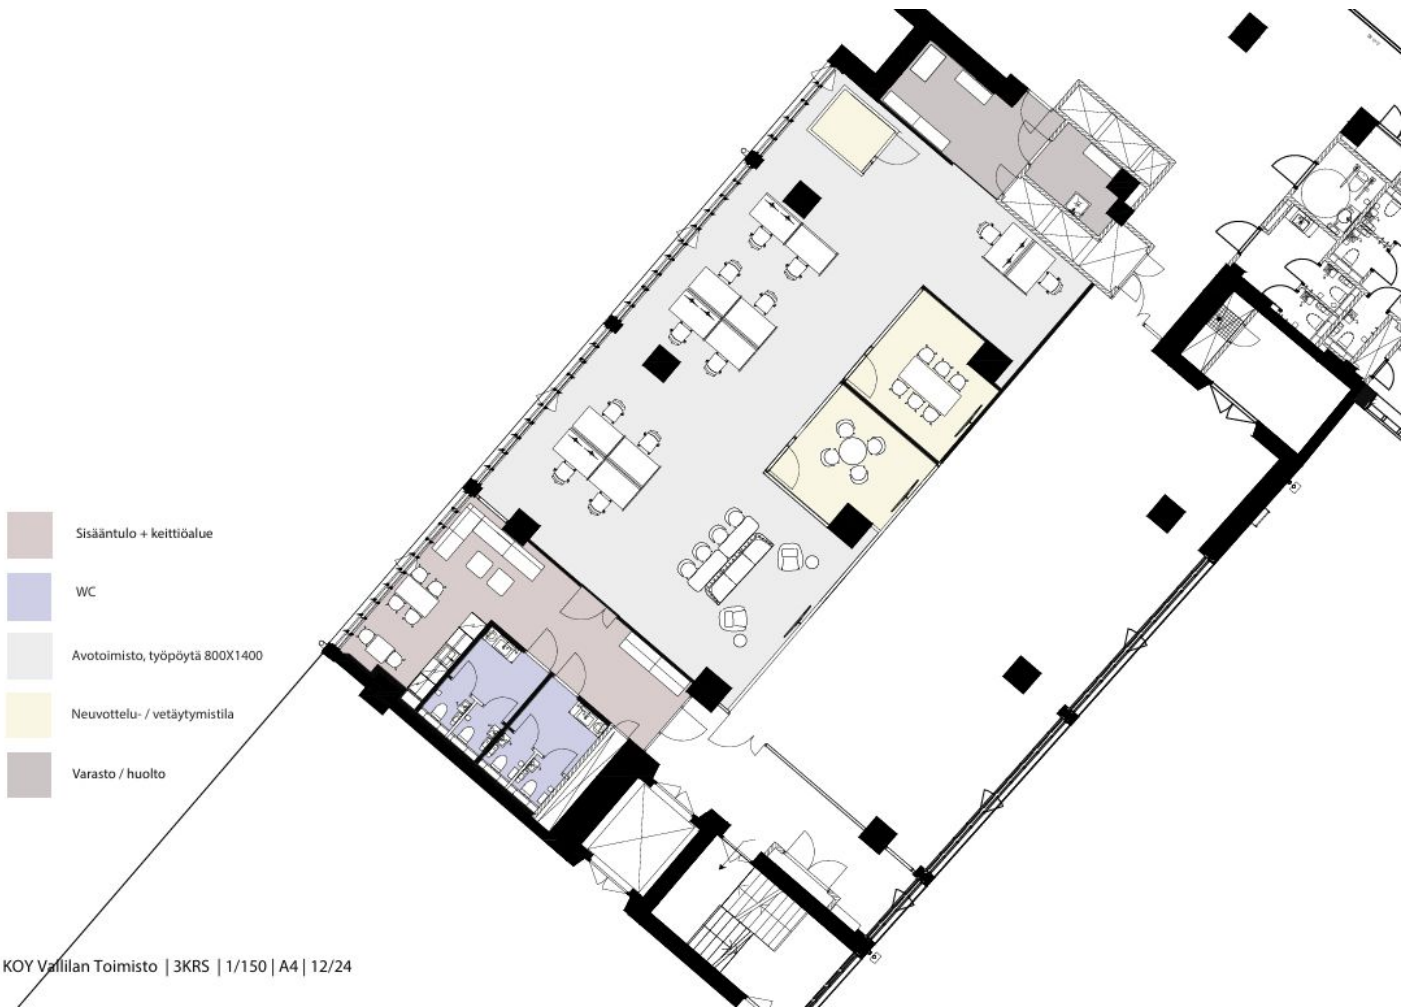 Sisääntulo + keittiöalue
WC
Avotoimisto, työpöytä 800X1400
Neuvottelu- / vetäytymistila
Varasto / huolto
KOY Vallilan Toimisto | 3KRS | 1/150 | A4 | 12/24